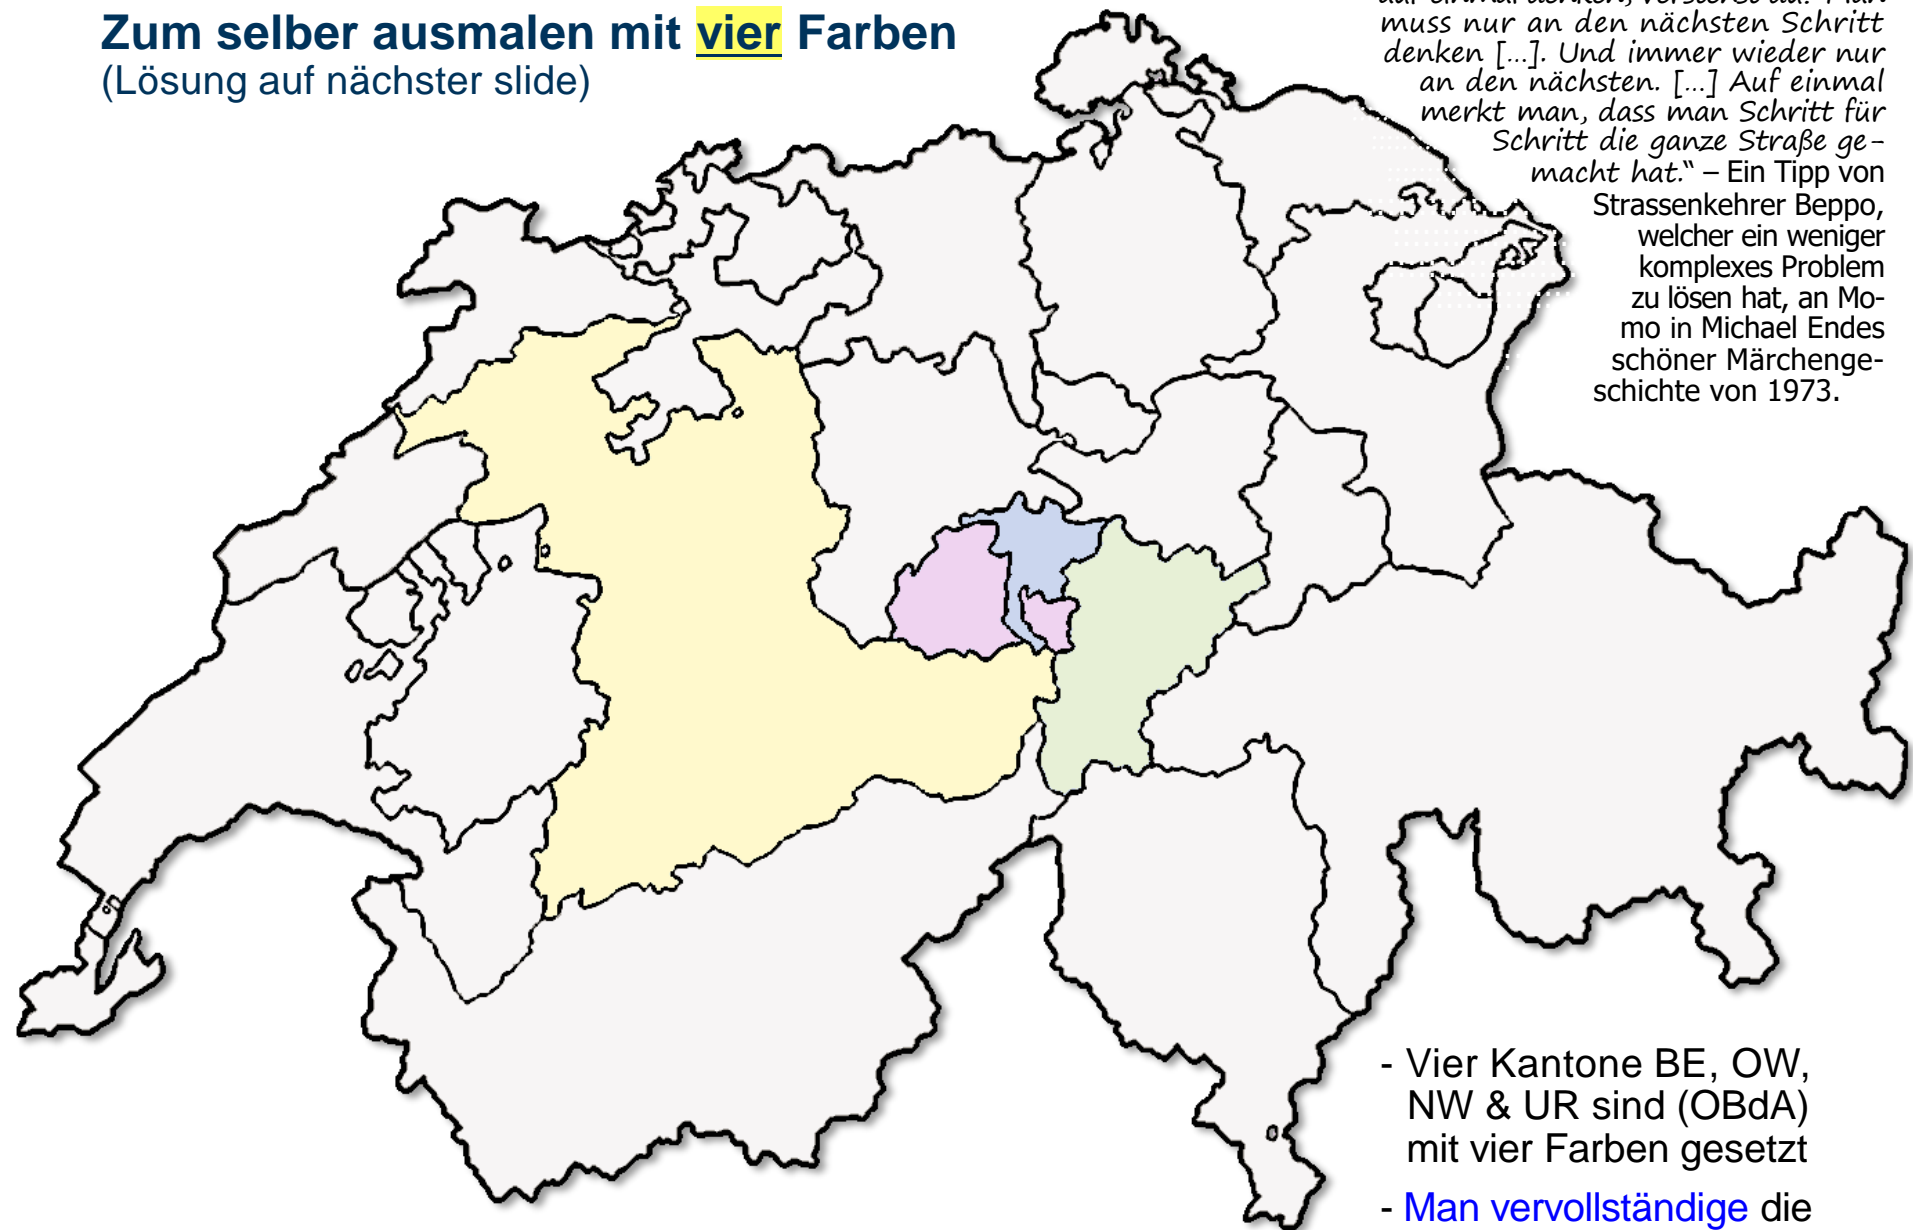 Zum selber ausmalen mit vier Farben
(Lösung auf nächster slide)
muss nur an den nächsten Schritt
denken [...]. Und immer wieder nur
an den nächsten. [...] Auf einmal
merkt man, dass man Schritt für
Schritt die ganze Straße ge-
macht hat.“ – Ein Tipp von
Strassenkehrer Beppo,
welcher ein weniger
komplexes Problem
zu lösen hat, an Mo-
mo in Michael Endes
schöner Märchenge-
schichte von 1973.
- Vier Kantone BE, OW,
NW & UR sind (OBdA)
mit vier Farben gesetzt
- Man vervollständige die